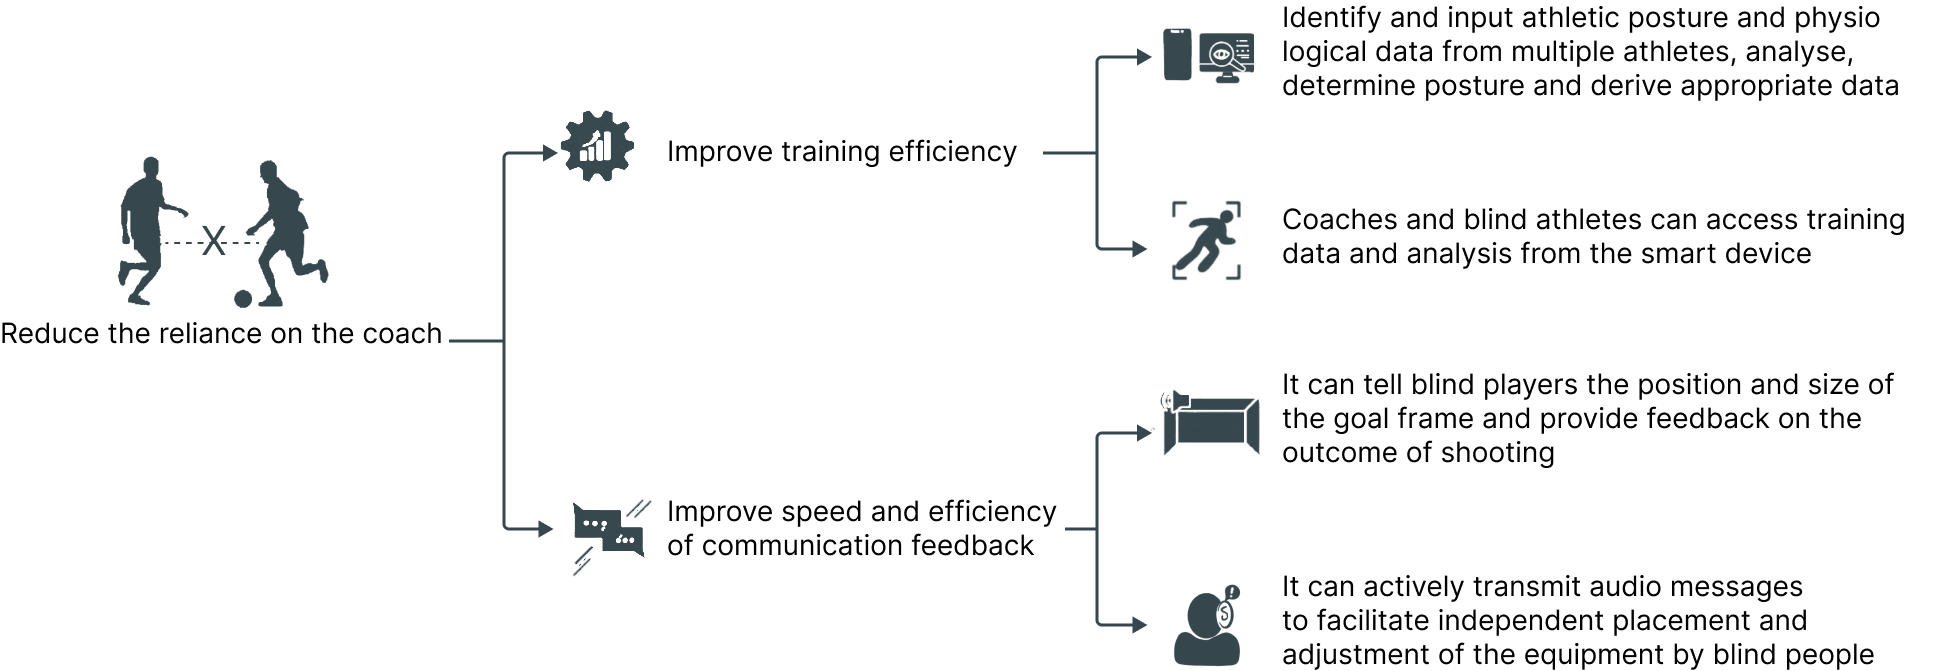 Identify and input athletic posture and physio
logical data from multiple athletes, analyse,
determine posture and derive appropriate data
Improve training efficiency
Coaches and blind athletes can access training
data and analysis from the smart device
X
Reduce the reliance on the coach
It can tell blind players the position and size of
the goal frame and provide feedback on the
outcome of shooting
Improve speed and efficiency
of communication feedback
It can actively transmit audio messages
to facilitate independent placement and
adjustment of the equipment by blind people